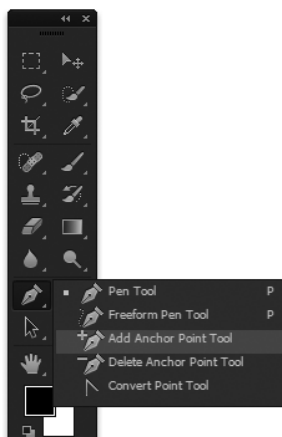 Pen Tool P
Freeform Pen Tool P
Add Anchor Point Tool
Delete Anchor Point Tool
Convert Point Tool